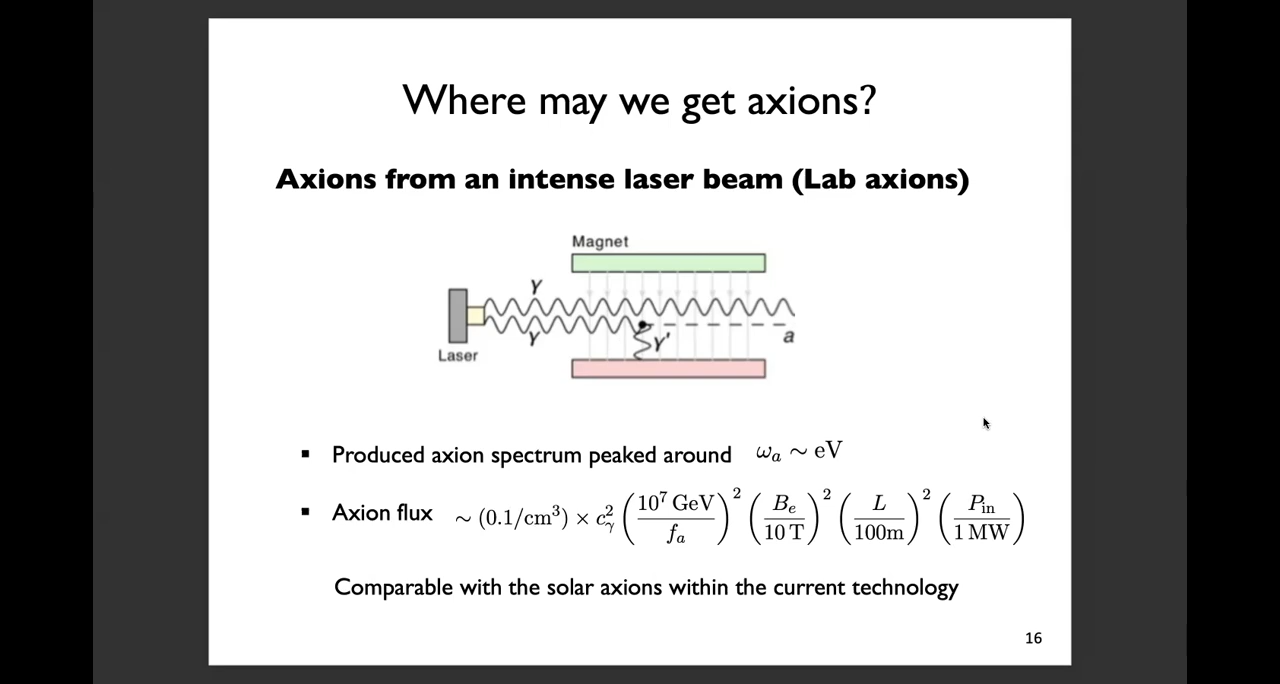 Where may we get axions?
Axions from an intense laser beam (Lab axions)
Magnet
γ
γ
γ'
a
Laser
▪ Produced axion spectrum peaked around ω_a ∼ eV
▪ Axion flux ∼ (0.1/cm³) × c_γ² (10⁷ GeV / f_a)² (B_e / 10 T)² (L / 100m)² (P_in / 1 MW)
Comparable with the solar axions within the current technology
16